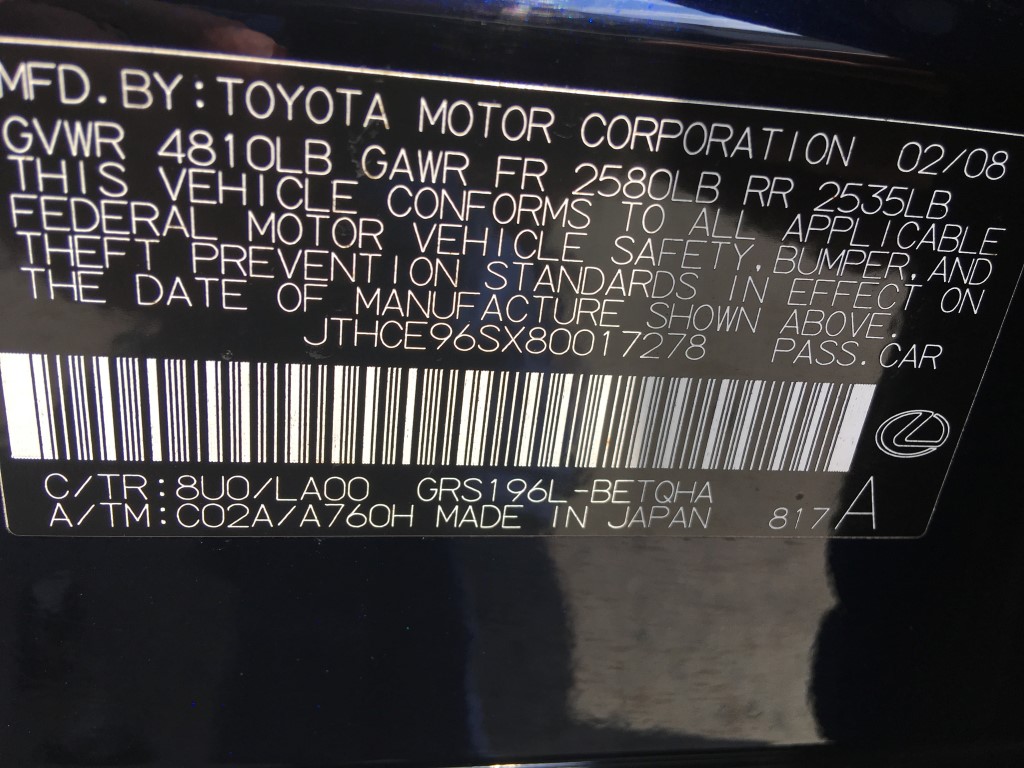 MFD. BY: TOYOTA MOTOR CORPORATION 02/08
GVWR 4810LB GAWR FR 2580LB RR 2535LB
THIS VEHICLE CONFORMS TO ALL APPLICABLE
FEDERAL MOTOR VEHICLE SAFETY, BUMPER, AND
THEFT PREVENTION STANDARDS IN EFFECT ON
THE DATE OF MANUFACTURE SHOWN ABOVE.
JTHCE96SX80017278 PASS. CAR
C/TR: 8U0/LA00 GRS196L-BETQHA
A/TM: C02A/A760H MADE IN JAPAN 817 A